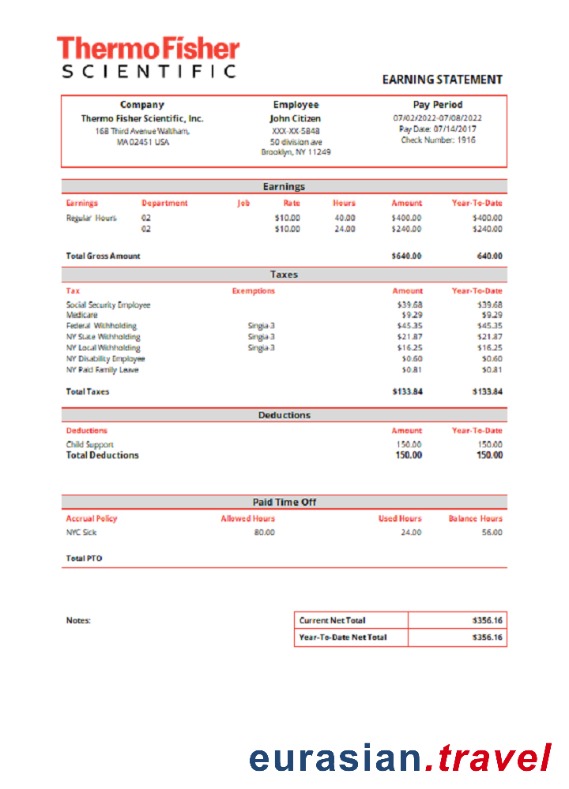 ThermoFisher
SCIENTIFIC
EARNING STATEMENT
Company Employee Pay Period
Thermo Fisher Scientific, Inc. John Citizen 07/02/2022-07/08/2022
168 Third Avenue Waltham, XXX-XX-5848 Pay Date: 07/14/2017
MA 02451 USA 50 division ave Check Number: 1916
Brooklyn, NY 11249
Earnings
Earnings Department Job Rate Hours Amount Year-To-Date
Regular Hours 02 $10.00 40.00 $400.00 $400.00
02 $10.00 24.00 $240.00 $240.00
Total Gross Amount $640.00 640.00
Taxes
Tax Exemptions Amount Year-To-Date
Social Security Employee $39.68 $39.68
Medicare $9.29 $9.29
Federal Withholding Single-3 $45.35 $45.35
NY State Withholding Single-3 $21.87 $21.87
NY Local Withholding Single-3 $16.25 $16.25
NY Disability Employee $0.60 $0.60
NY Paid Family Leave $0.81 $0.81
Total Taxes $133.84 $133.84
Deductions
Deductions Amount Year-To-Date
Child Support 150.00 150.00
Total Deductions 150.00 150.00
Paid Time Off
Accrual Policy Allowed Hours Used Hours Balance Hours
NYC Sick 80.00 24.00 56.00
Total PTO
Notes: Current Net Total $356.16
Year-To-Date Net Total $356.16
eurasian.travel